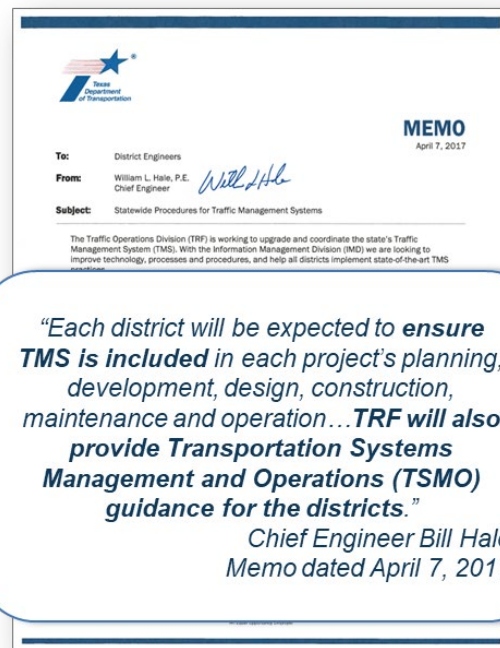 Texas
Department
of Transportation
MEMO
April 7, 2017
To: District Engineers
From: William L. Hale, P.E.
Chief Engineer
Will L Hale
Subject: Statewide Procedures for Traffic Management Systems
The Traffic Operations Division (TRF) is working to upgrade and coordinate the state's Traffic
Management System (TMS). With the Information Management Division (IMD) we are looking to
improve technology, processes and procedures, and help all districts implement state-of-the-art TMS
“Each district will be expected to ensure
TMS is included in each project’s planning,
development, design, construction,
maintenance and operation…TRF will also
provide Transportation Systems
Management and Operations (TSMO)
guidance for the districts.”
Chief Engineer Bill Hale
Memo dated April 7, 201